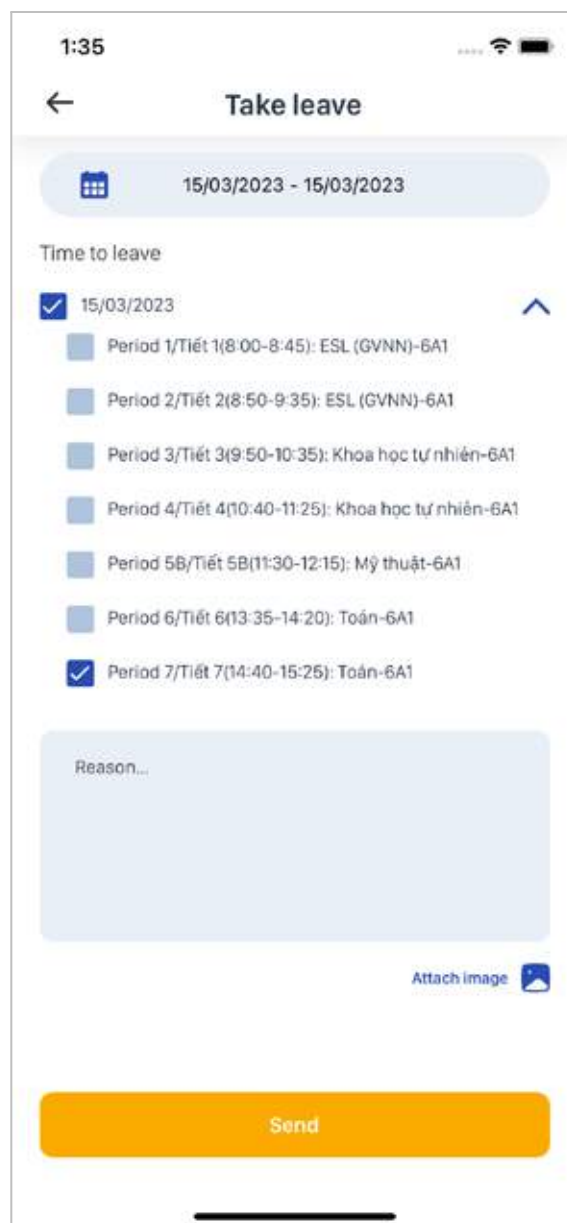 1:35
Take leave
15/03/2023 - 15/03/2023
Time to leave
15/03/2023
Period 1/Tiết 1(8:00-8:45): ESL (GVNN)-6A1
Period 2/Tiết 2(8:50-9:35): ESL (GVNN)-6A1
Period 3/Tiết 3(9:50-10:35): Khoa học tự nhiên-6A1
Period 4/Tiết 4(10:40-11:25): Khoa học tự nhiên-6A1
Period 5B/Tiết 5B(11:30-12:15): Mỹ thuật-6A1
Period 6/Tiết 6(13:35-14:20): Toán-6A1
Period 7/Tiết 7(14:40-15:25): Toán-6A1
Reason...
Attach image
Send